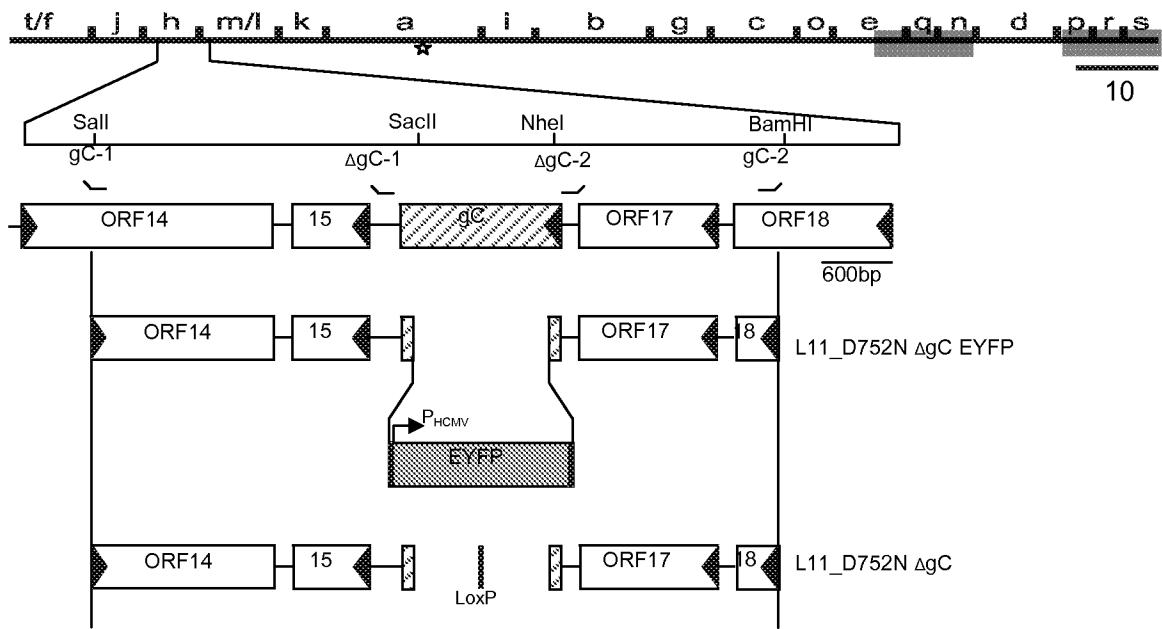 t/f j h m/l k a i b g c o e q n d p r s
10
SalI SacII NheI BamHI
gC-1 ΔgC-1 ΔgC-2 gC-2
ORF14 15 gC ORF17 ORF18
600bp
ORF14 15 ORF17 18
L11_D752N ΔgC EYFP
PHCMV
EYFP
ORF14 15 ORF17 18
L11_D752N ΔgC
LoxP